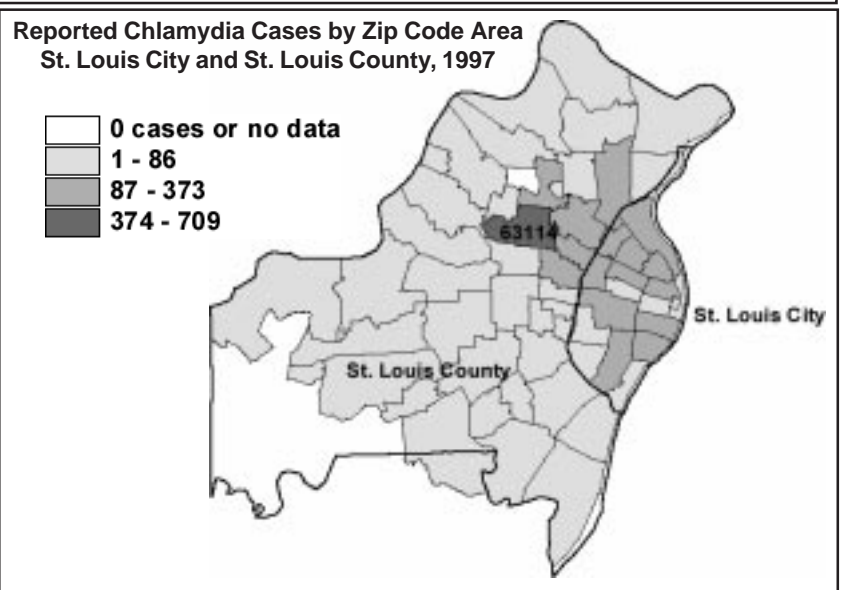 Reported Chlamydia Cases by Zip Code Area
St. Louis City and St. Louis County, 1997
0 cases or no data
1 - 86
87 - 373
374 - 709
63114
St. Louis City
St. Louis County